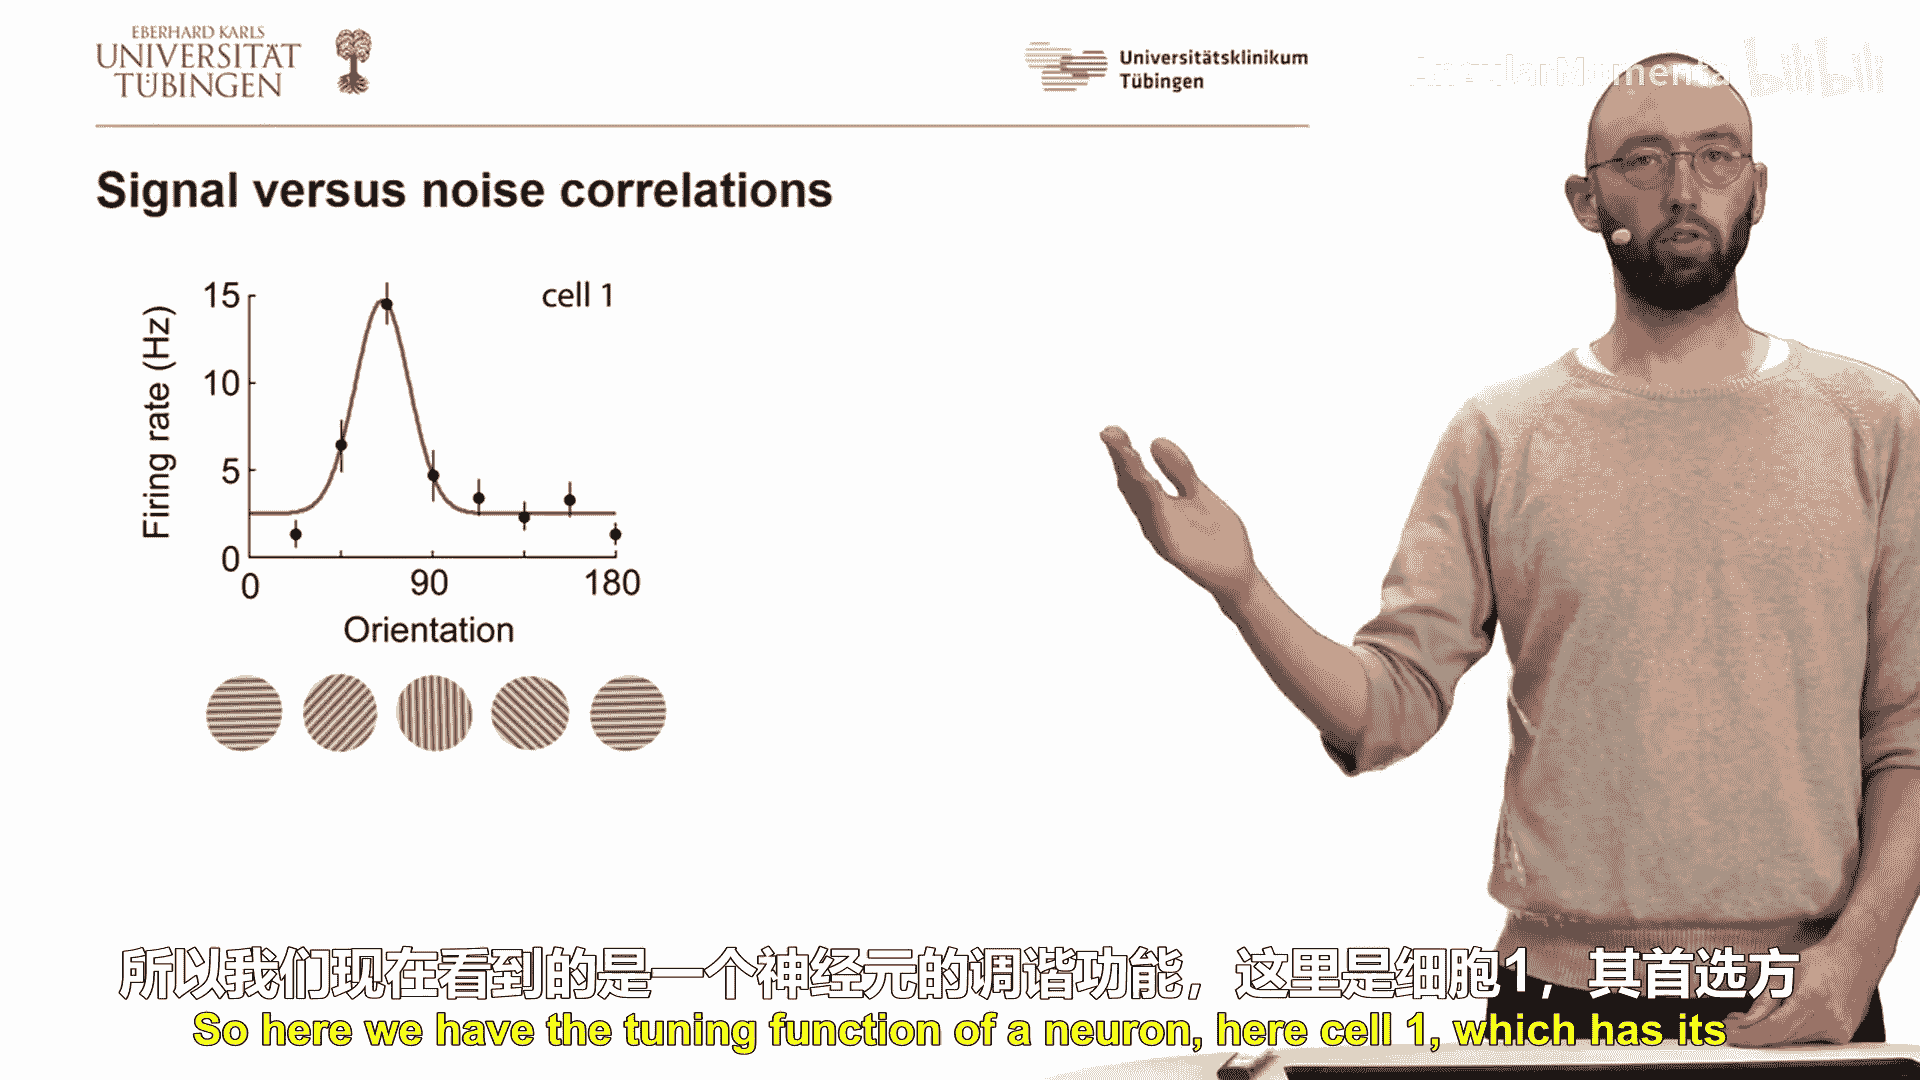 EBERHARD KARLS
UNIVERSITÄT
TÜBINGEN
Universitätsklinikum
Tübingen
AngularMomenta bilibili
Signal versus noise correlations
cell 1
Firing rate (Hz)
15
10
5
0
0 90 180
Orientation
所以我们现在看到的是一个神经元的调谐功能，这里是细胞1，其首选方
So here we have the tuning function of a neuron, here cell 1, which has its